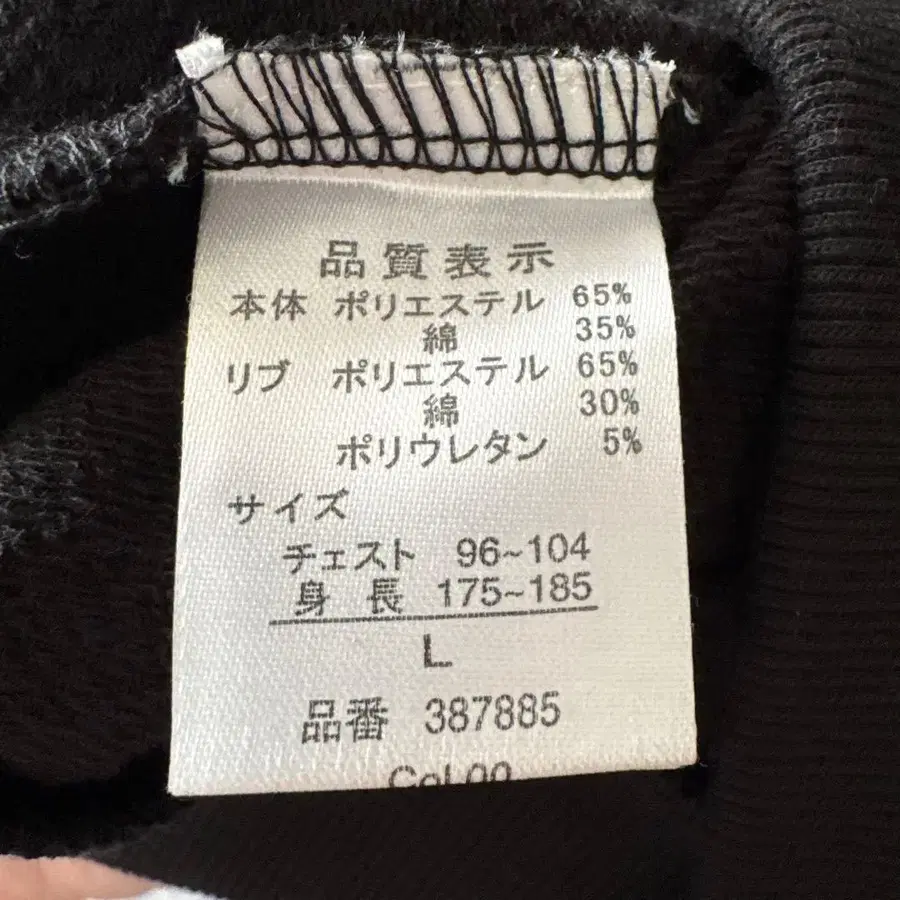 品質表示
本体 ポリエステル 65%
綿 35%
リブ ポリエステル 65%
綿 30%
ポリウレタン 5%
サイズ
チェスト 96~104
身長 175~185
L
品番 387885